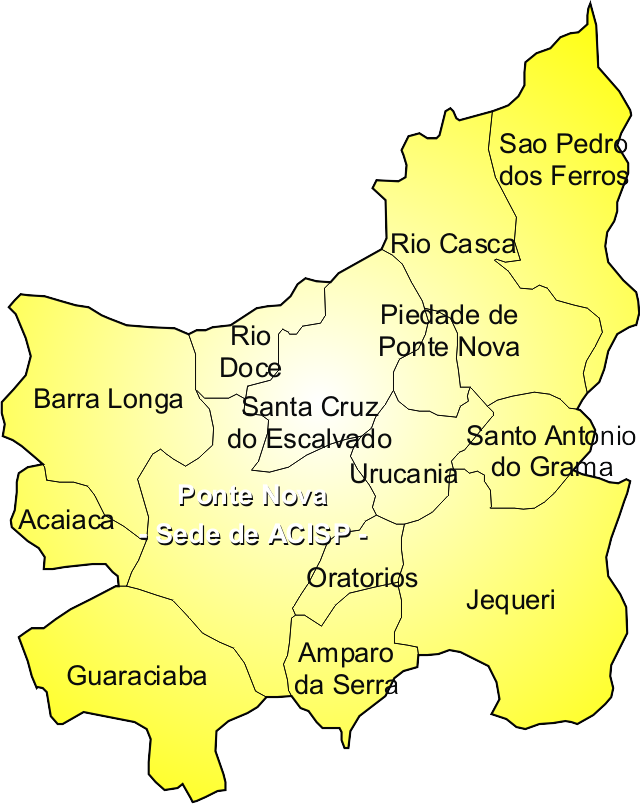 Sao Pedro
dos Ferros
Rio Casca
Piedade de
Ponte Nova
Rio
Doce
Barra Longa
Santa Cruz
do Escalvado
Santo Antonio
do Grama
Urucania
Ponte Nova
- Sede de ACISP -
Acaiaca
Oratorios
Jequeri
Amparo
da Serra
Guaraciaba